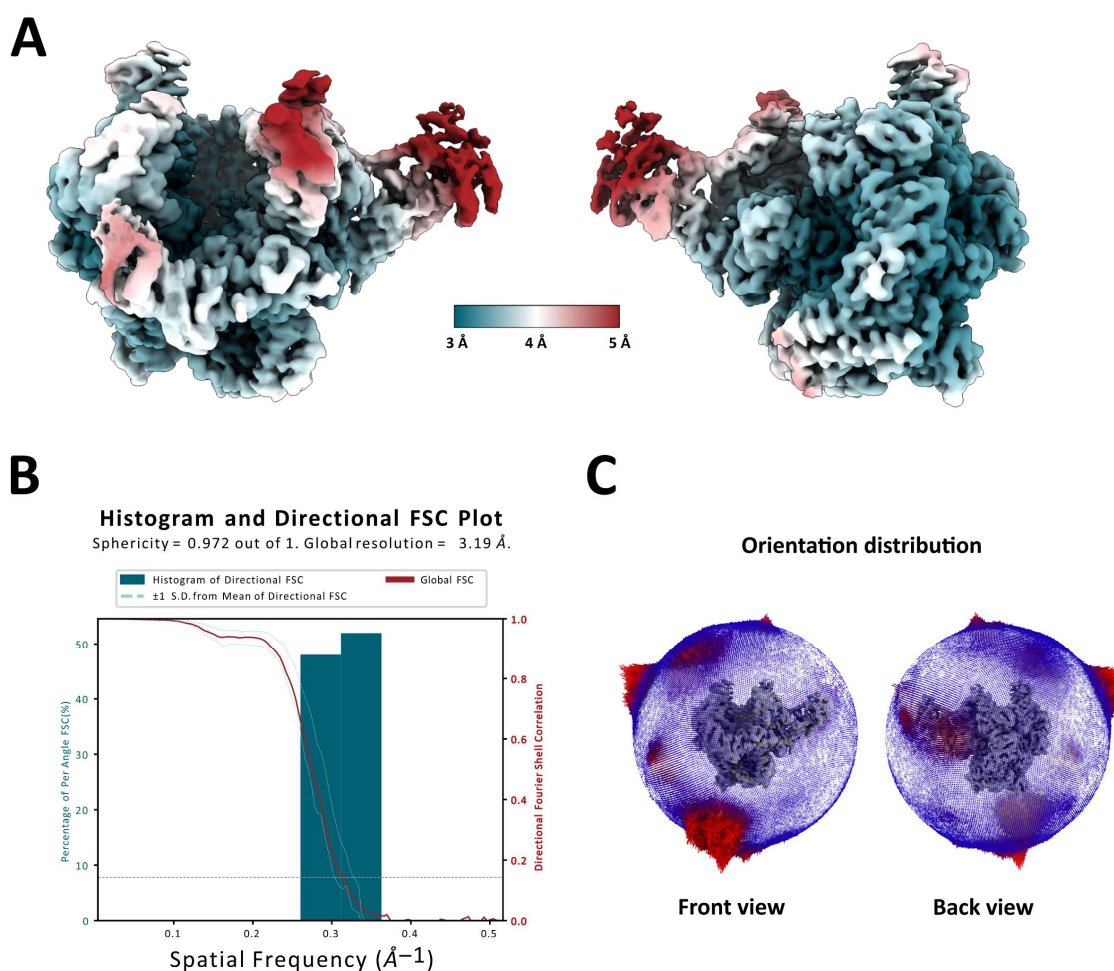 A
3 Å
4 Å
5 Å
B
Histogram and Directional FSC Plot
Sphericity = 0.972 out of 1. Global resolution = 3.19 Å.
Histogram of Directional FSC
Global FSC
±1 S.D. from Mean of Directional FSC
Percentage of Per Angle FSC(%)
50
40
30
20
10
0
1.0
0.8
0.6
0.4
0.2
0.0
Directional Fourier Shell Correlation
0.1
0.2
0.3
0.4
0.5
Spatial Frequency (Å−1)
C
Orientation distribution
Front view
Back view